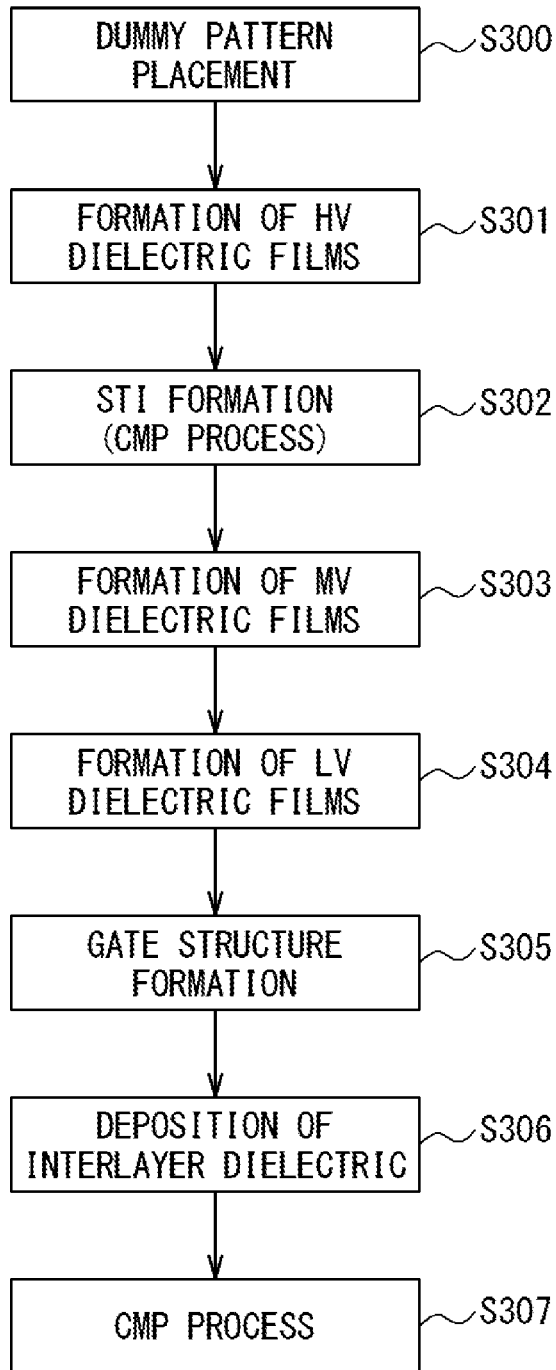 DUMMY PATTERN
PLACEMENT
S300
FORMATION OF HV
DIELECTRIC FILMS
S301
STI FORMATION
(CMP PROCESS)
S302
FORMATION OF MV
DIELECTRIC FILMS
S303
FORMATION OF LV
DIELECTRIC FILMS
S304
GATE STRUCTURE
FORMATION
S305
DEPOSITION OF
INTERLAYER DIELECTRIC
S306
CMP PROCESS
S307